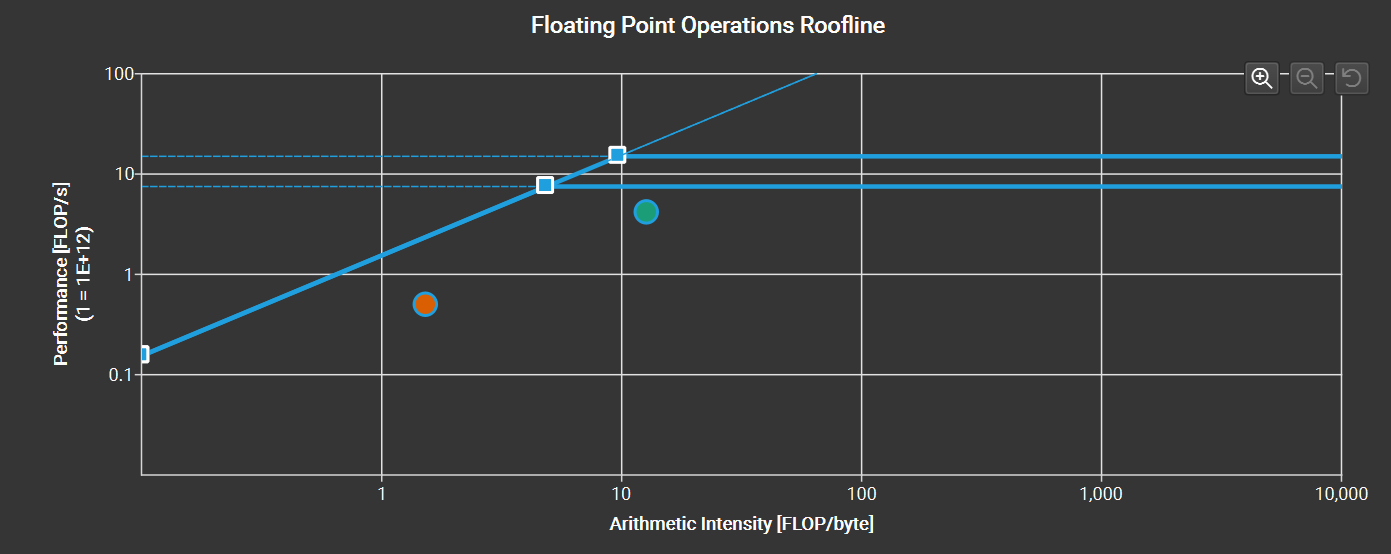 Floating Point Operations Roofline
100
10
1
0.1
Performance [FLOP/s]
(1 = 1E+12)
1
10
100
1,000
10,000
Arithmetic Intensity [FLOP/byte]